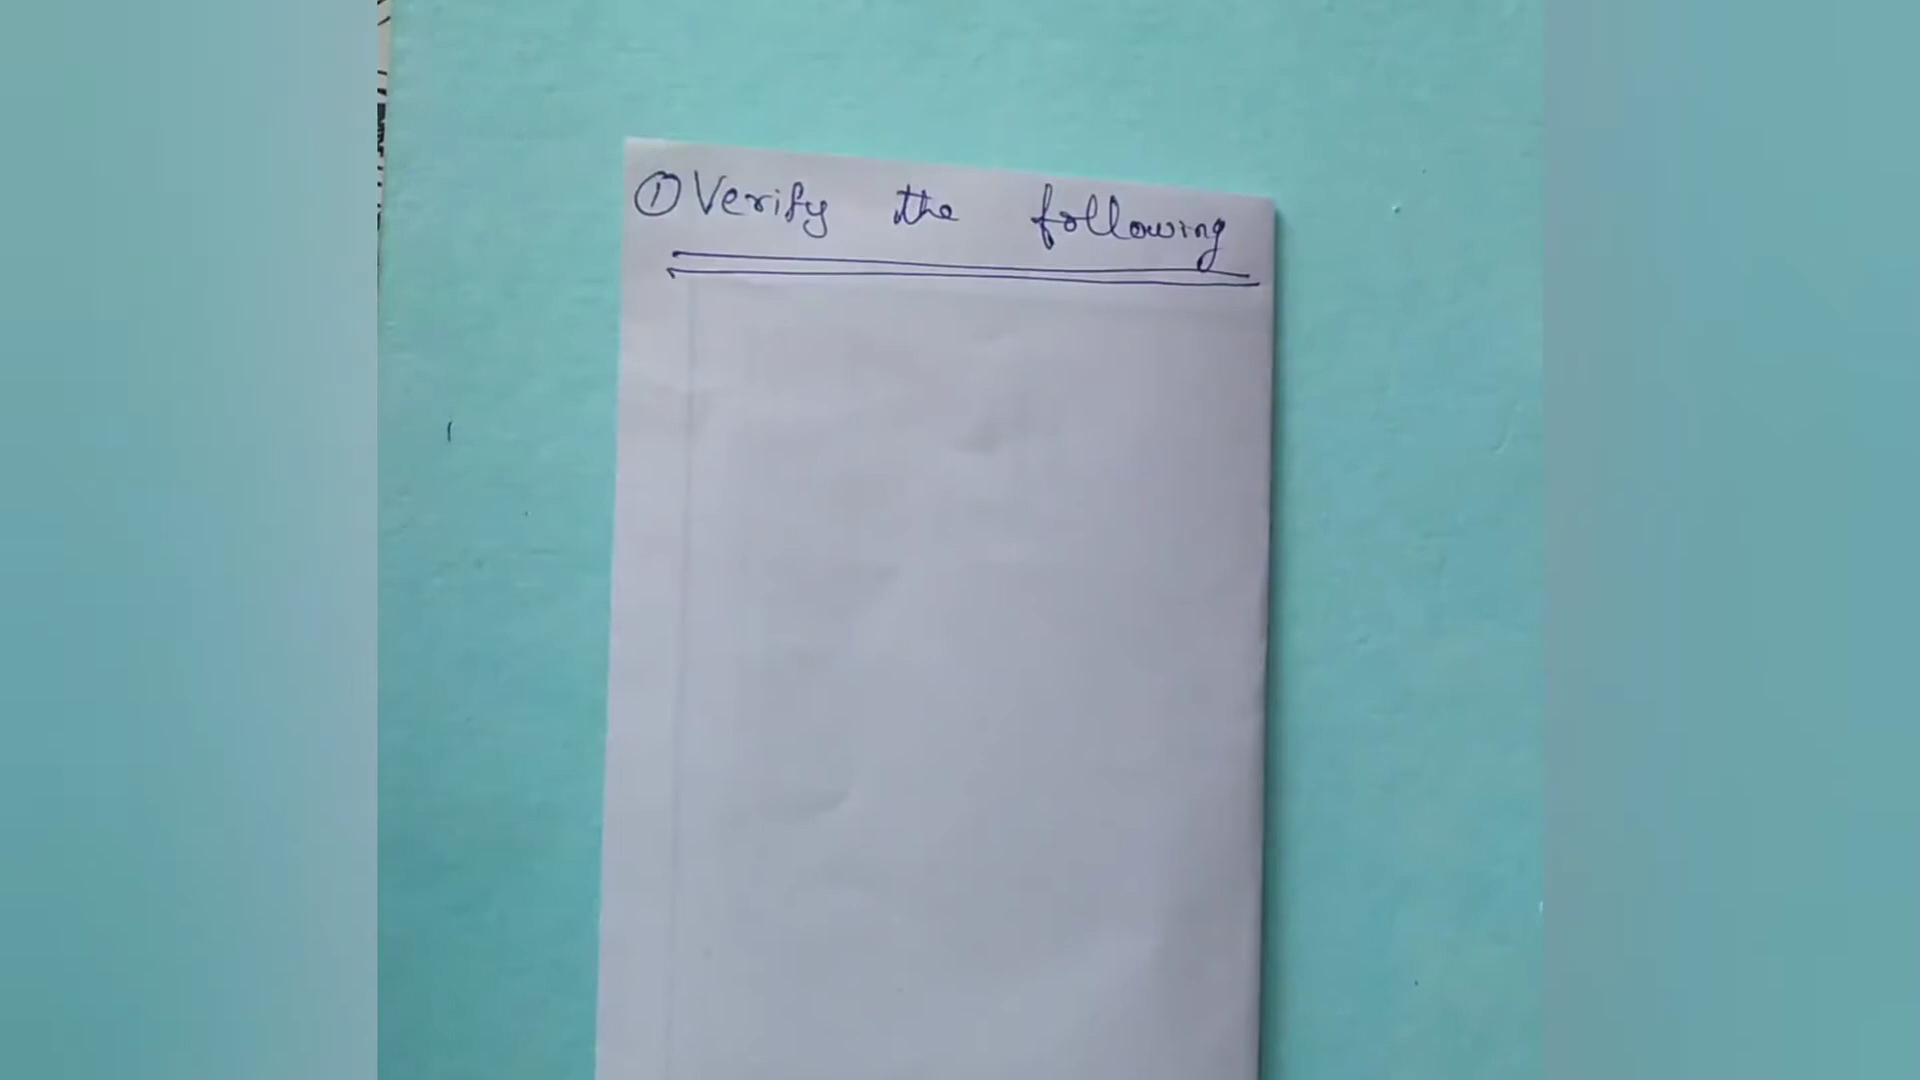 ① Verify the following